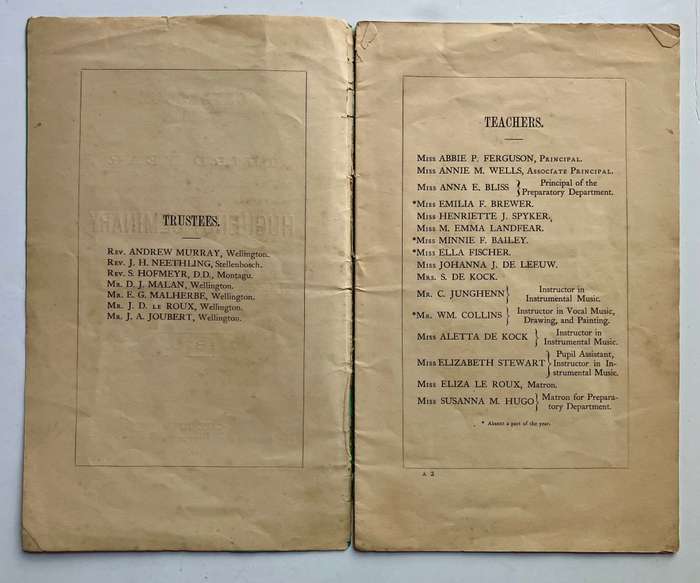 TRUSTEES.
Rev. ANDREW MURRAY, Wellington.
Rev. J. H. NEETHLING, Stellenbosch.
Rev. S. HOFMEYR, D.D., Montagu.
Mr. D. J. MALAN, Wellington.
Mr. E. G. MALHERBE, Wellington.
Mr. J. D. le ROUX, Wellington.
Mr. J. A. JOUBERT, Wellington.
TEACHERS.
Miss ABBIE P. FERGUSON, Principal.
Miss ANNIE M. WELLS, Associate Principal.
Miss ANNA E. BLISS } Principal of the
Preparatory Department.
*Miss EMILIA F. BREWER.
Miss HENRIETTE J. SPYKER.
Miss M. EMMA LANDFEAR.
*Miss MINNIE F. BAILEY.
*Miss ELLA FISCHER.
Miss JOHANNA J. DE LEEUW.
Mrs. S. DE KOCK.
Mr. C. JUNGHENN } Instructor in
Instrumental Music.
*Mr. WM. COLLINS } Instructor in Vocal Music,
Drawing, and Painting.
Miss ALETTA DE KOCK } Instructor in
Instrumental Music.
Miss ELIZABETH STEWART } Pupil Assistant,
Instructor in In-
strumental Music.
Miss ELIZA LE ROUX, Matron.
Miss SUSANNA M. HUGO } Matron for Prepara-
tory Department.
* Absent a part of the year.
A 2